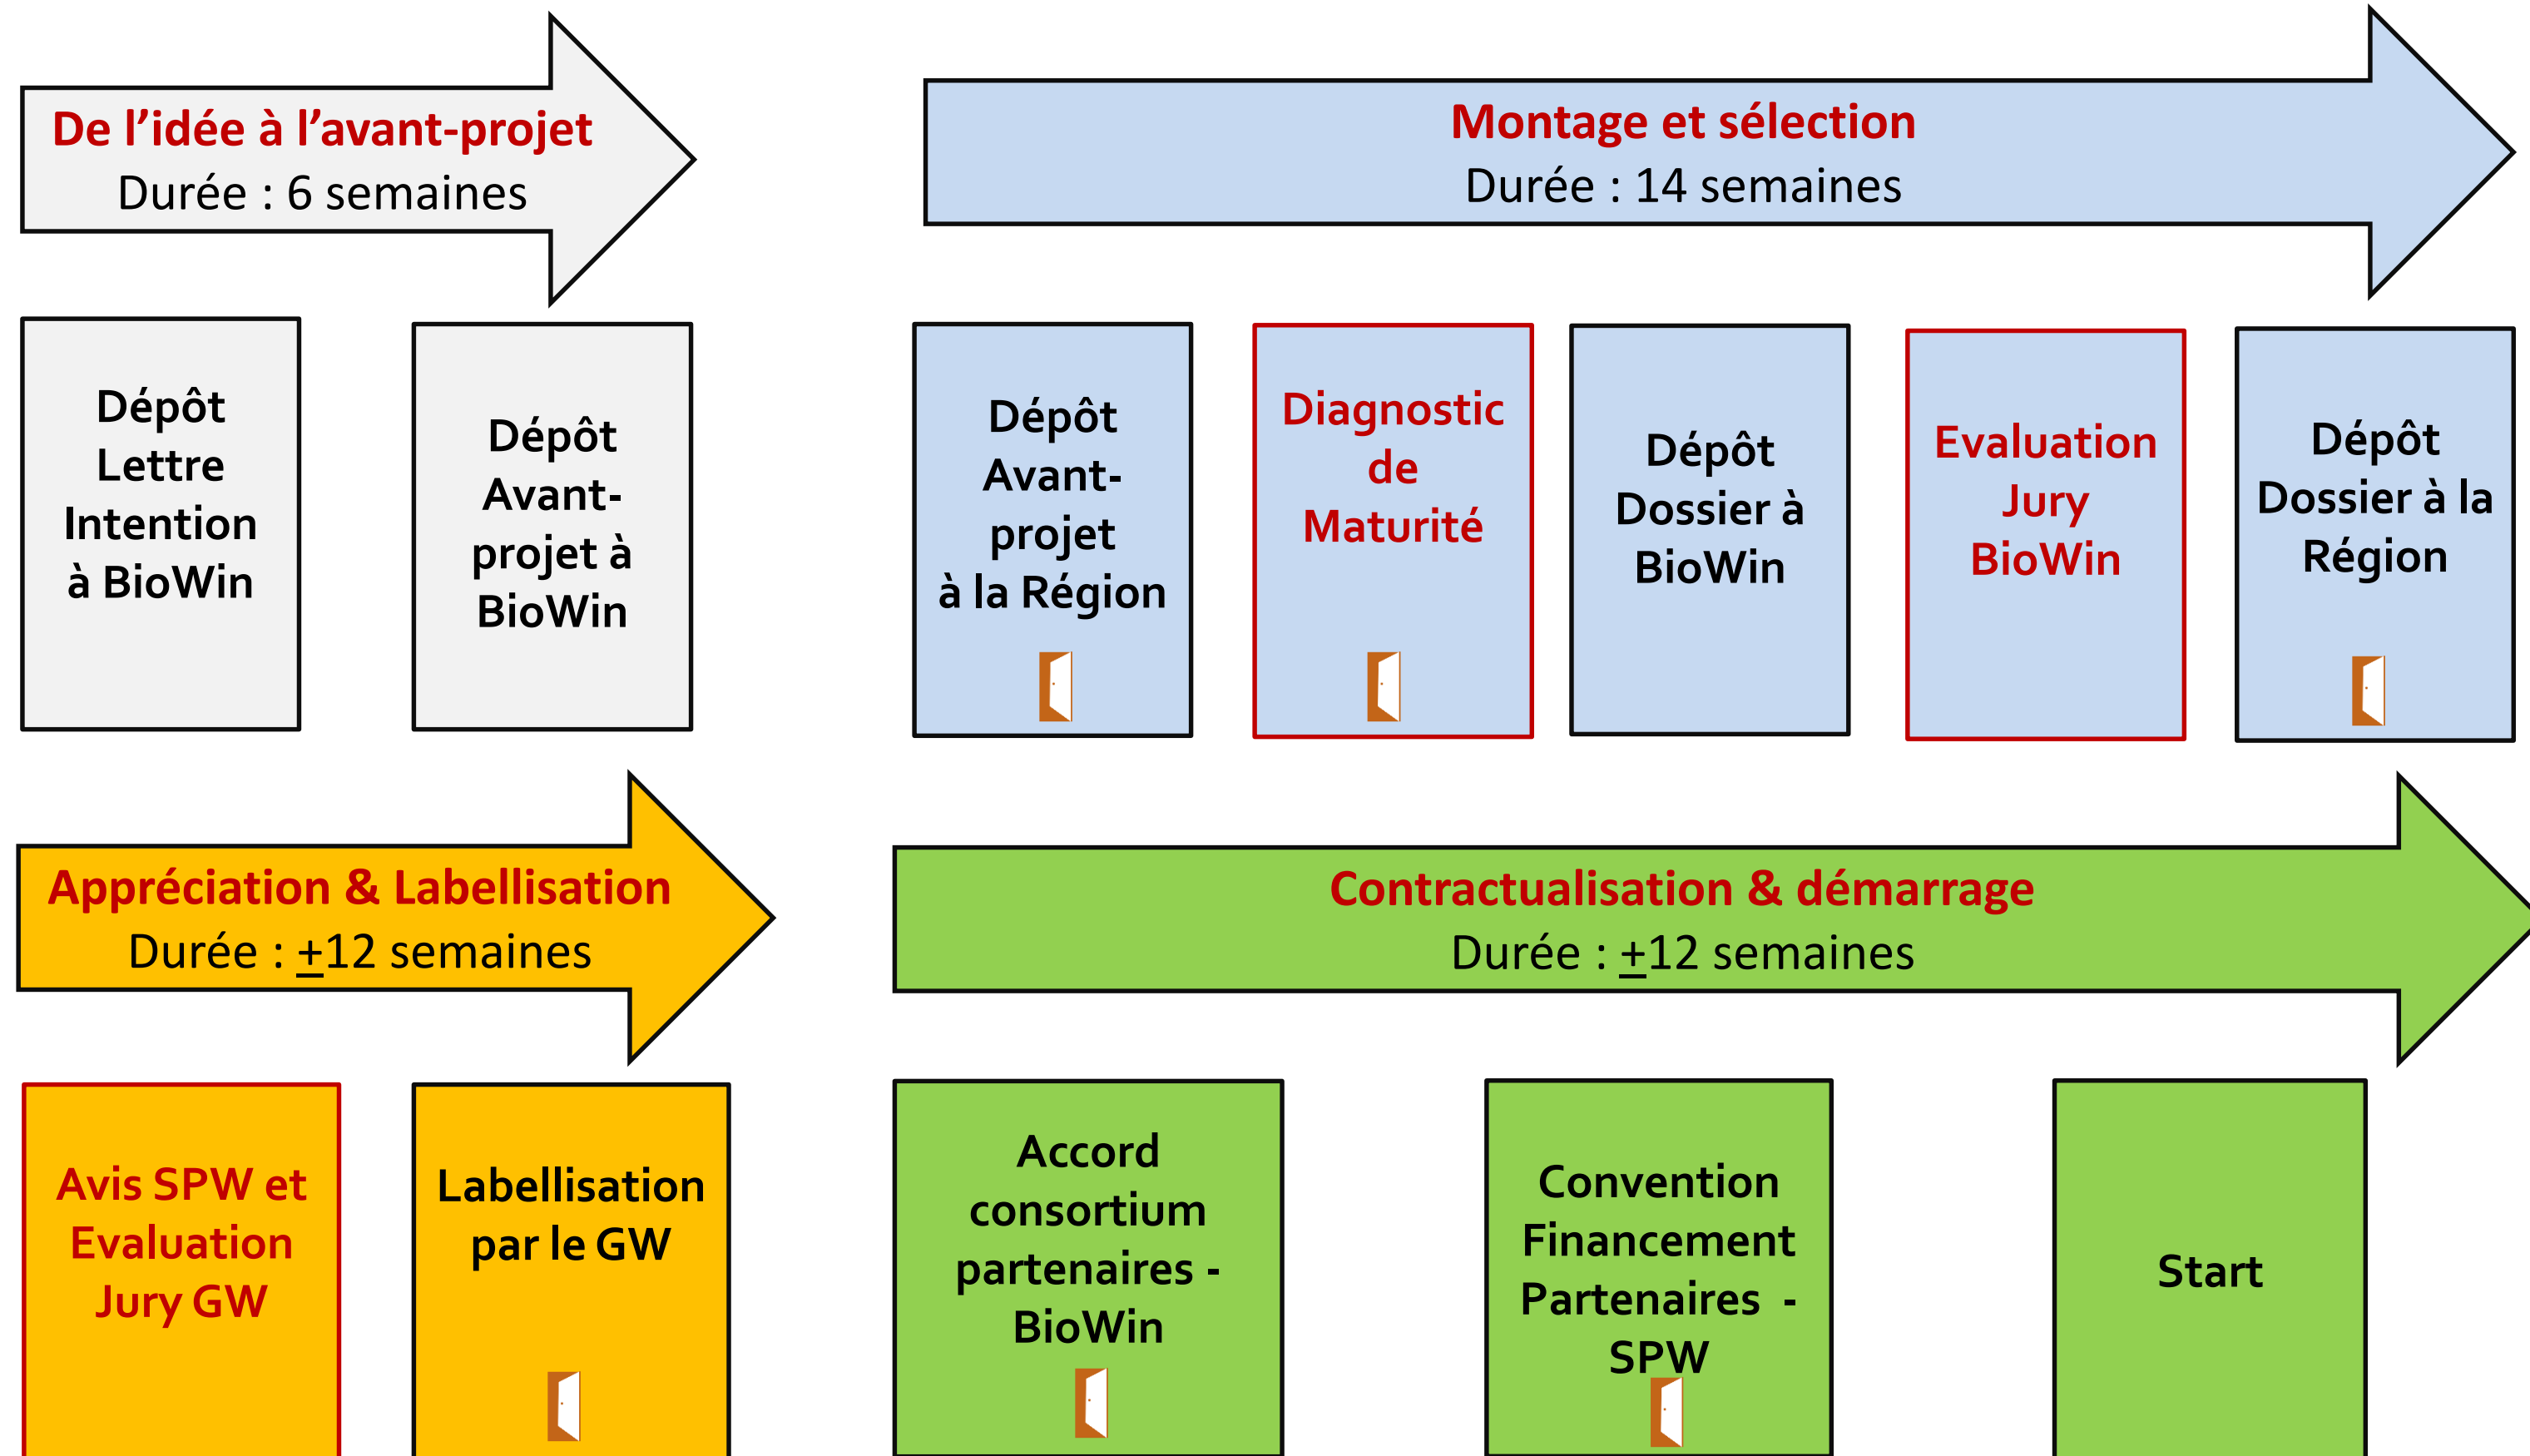 De l'idée à l'avant-projet
Durée : 6 semaines
Montage et sélection
Durée : 14 semaines
Dépôt
Lettre
Intention
à BioWin
Dépôt
Avant-
projet à
BioWin
Dépôt
Avant-
projet
à la Région
Diagnostic
de
Maturité
Dépôt
Dossier à
BioWin
Evaluation
Jury
BioWin
Dépôt
Dossier à la
Région
Appréciation & Labellisation
Durée : +12 semaines
Contractualisation & démarrage
Durée : +12 semaines
Avis SPW et
Evaluation
Jury GW
Labellisation
par le GW
Accord
consortium
partenaires -
BioWin
Convention
Financement
Partenaires -
SPW
Start